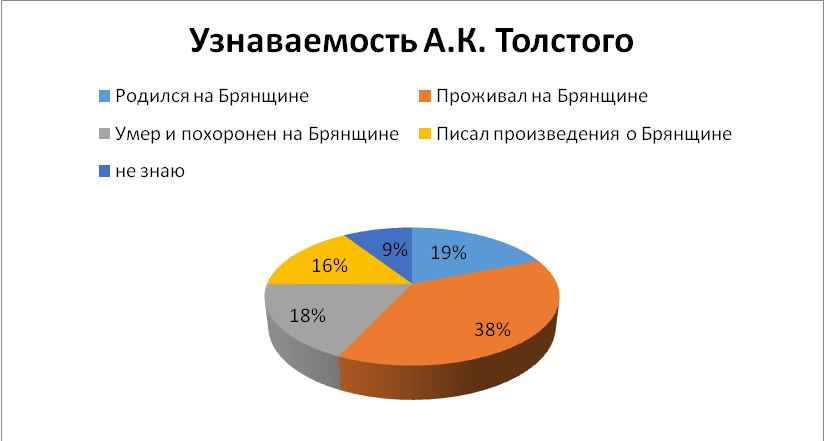 Узнаваемость А.К. Толстого
Родился на Брянщине
Проживал на Брянщине
Умер и похоронен на Брянщине
Писал произведения о Брянщине
не знаю
9%
19%
16%
18%
38%